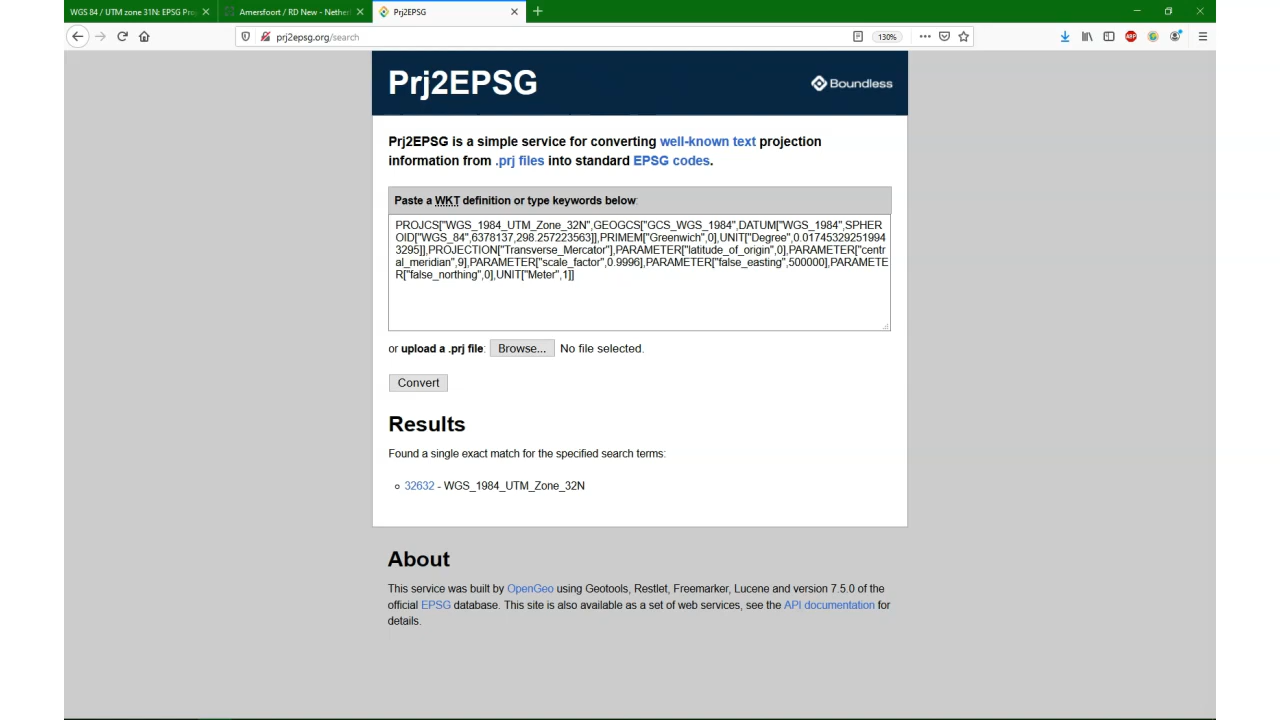 WGS 84 / UTM zone 31N: EPSG Pro
Amersfoort / RD New - Nether
Prj2EPSG
prj2epsg.org/search
130%
Prj2EPSG
Boundless
Prj2EPSG is a simple service for converting well-known text projection
information from .prj files into standard EPSG codes.
Paste a WKT definition or type keywords below:
PROJCS["WGS_1984_UTM_Zone_32N",GEOGCS["GCS_WGS_1984",DATUM["WGS_1984",SPHER
OID["WGS_84",6378137,298.257223563]],PRIMEM["Greenwich",0],UNIT["Degree",0.01745329251994
3295]],PROJECTION["Transverse_Mercator"],PARAMETER["latitude_of_origin",0],PARAMETER["centr
al_meridian",9],PARAMETER["scale_factor",0.9996],PARAMETER["false_easting",500000],PARAMETE
R["false_northing",0],UNIT["Meter",1]]
or upload a .prj file: Browse... No file selected.
Convert
Results
Found a single exact match for the specified search terms:
32632 - WGS_1984_UTM_Zone_32N
About
This service was built by OpenGeo using Geotools, Restlet, Freemarker, Lucene and version 7.5.0 of the
official EPSG database. This site is also available as a set of web services, see the API documentation for
details.